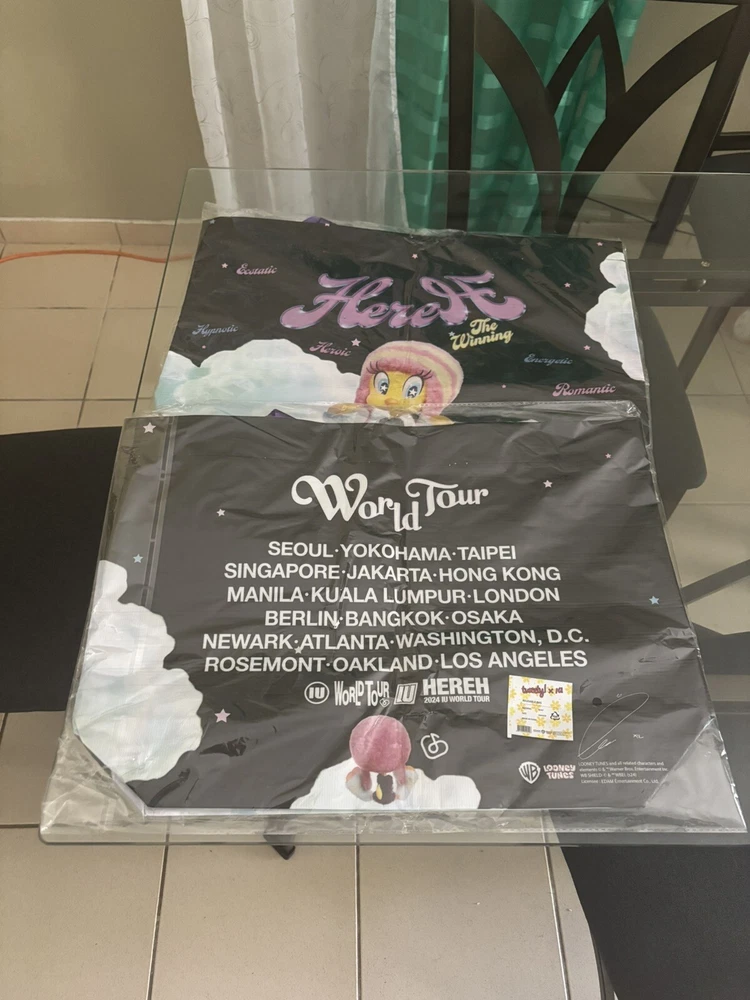 Ecstatic
HereH
The
Winning
Hypnotic
Heroic
Energetic
Romantic
World Tour
SEOUL·YOKOHAMA·TAIPEI
SINGAPORE·JAKARTA·HONG KONG
MANILA·KUALA LUMPUR·LONDON
BERLIN·BANGKOK·OSAKA
NEWARK·ATLANTA·WASHINGTON, D.C.
ROSEMONT·OAKLAND·LOS ANGELES
IU WORLD TOUR IU HEREH
2024 IU WORLD TOUR
WB LOONEY
TUNES